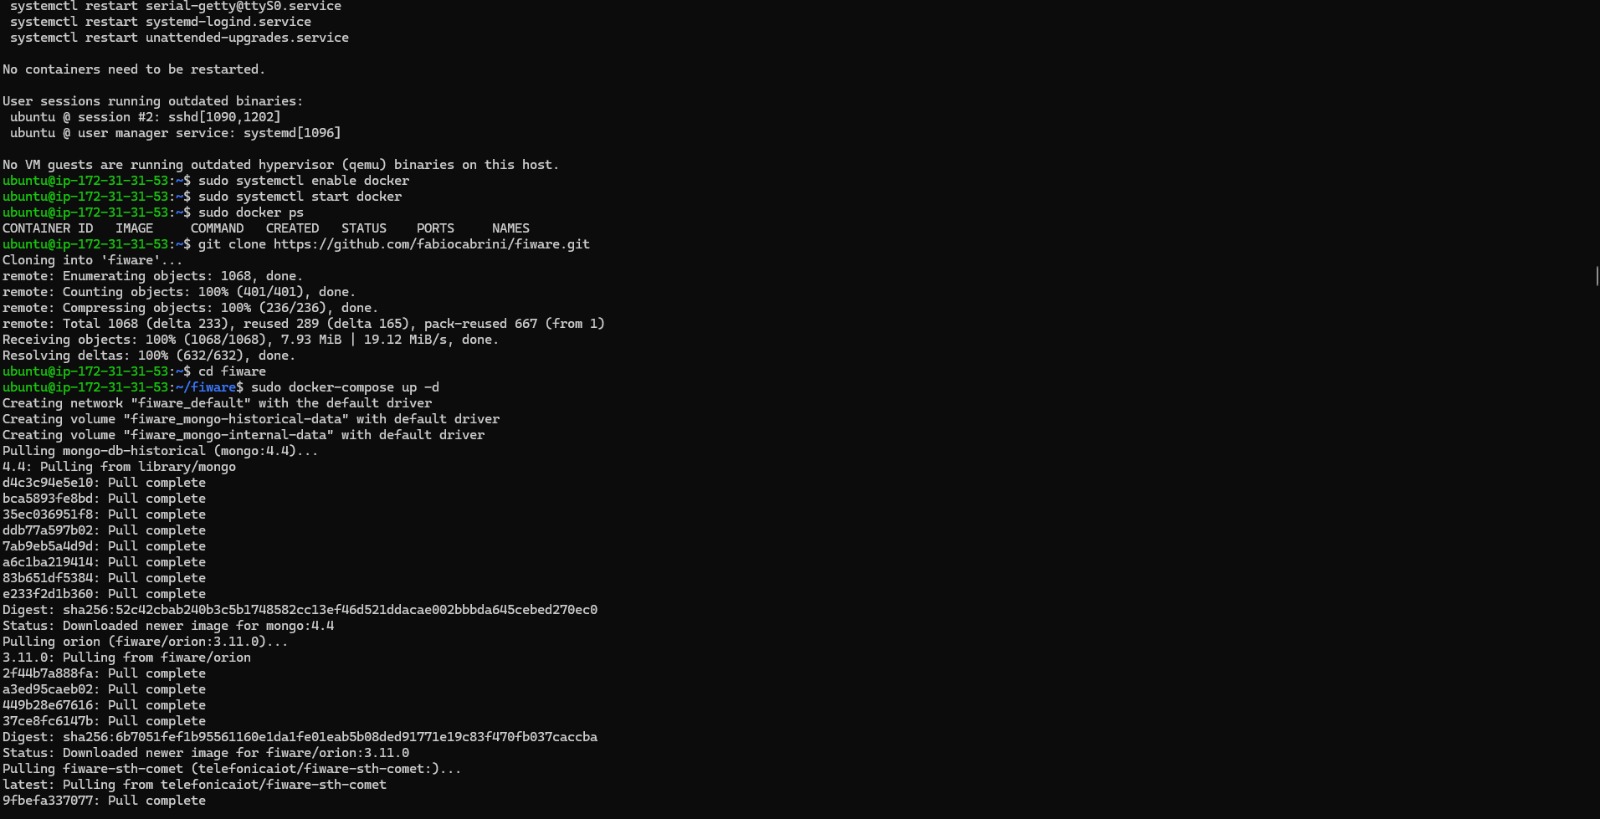 systemctl restart serial-getty@ttyS0.service
systemctl restart systemd-logind.service
systemctl restart unattended-upgrades.service
No containers need to be restarted.
User sessions running outdated binaries:
ubuntu @ session #2: sshd[1090,1202]
ubuntu @ user manager service: systemd[1096]
No VM guests are running outdated hypervisor (qemu) binaries on this host.
ubuntu@ip-172-31-31-53:~$ sudo systemctl enable docker
ubuntu@ip-172-31-31-53:~$ sudo systemctl start docker
ubuntu@ip-172-31-31-53:~$ sudo docker ps
CONTAINER ID   IMAGE     COMMAND   CREATED   STATUS    PORTS     NAMES
ubuntu@ip-172-31-31-53:~$ git clone https://github.com/fabiocabrini/fiware.git
Cloning into 'fiware'...
remote: Enumerating objects: 1068, done.
remote: Counting objects: 100% (401/401), done.
remote: Compressing objects: 100% (236/236), done.
remote: Total 1068 (delta 233), reused 289 (delta 165), pack-reused 667 (from 1)
Receiving objects: 100% (1068/1068), 7.93 MiB | 19.12 MiB/s, done.
Resolving deltas: 100% (632/632), done.
ubuntu@ip-172-31-31-53:~$ cd fiware
ubuntu@ip-172-31-31-53:~/fiware$ sudo docker-compose up -d
Creating network "fiware_default" with the default driver
Creating volume "fiware_mongo-historical-data" with default driver
Creating volume "fiware_mongo-internal-data" with default driver
Pulling mongo-db-historical (mongo:4.4)...
4.4: Pulling from library/mongo
d4c3c94e5e10: Pull complete
bca5893fe8bd: Pull complete
35ec036951f8: Pull complete
ddb77a597b02: Pull complete
7ab9eb5a4d9d: Pull complete
a6c1ba219414: Pull complete
83b651df5384: Pull complete
e233f2d1b360: Pull complete
Digest: sha256:52c42cbab240b3c5b1748582cc13ef46d521ddacae002bbbda645cebed270ec0
Status: Downloaded newer image for mongo:4.4
Pulling orion (fiware/orion:3.11.0)...
3.11.0: Pulling from fiware/orion
2f44b7a888fa: Pull complete
a3ed95caeb02: Pull complete
449b28e67616: Pull complete
37ce8fc6147b: Pull complete
Digest: sha256:6b7051fef1b95561160e1da1fe01eab5b08ded91771e19c83f470fb037caccba
Status: Downloaded newer image for fiware/orion:3.11.0
Pulling fiware-sth-comet (telefonicaiot/fiware-sth-comet:)...
latest: Pulling from telefonicaiot/fiware-sth-comet
9fbefa337077: Pull complete